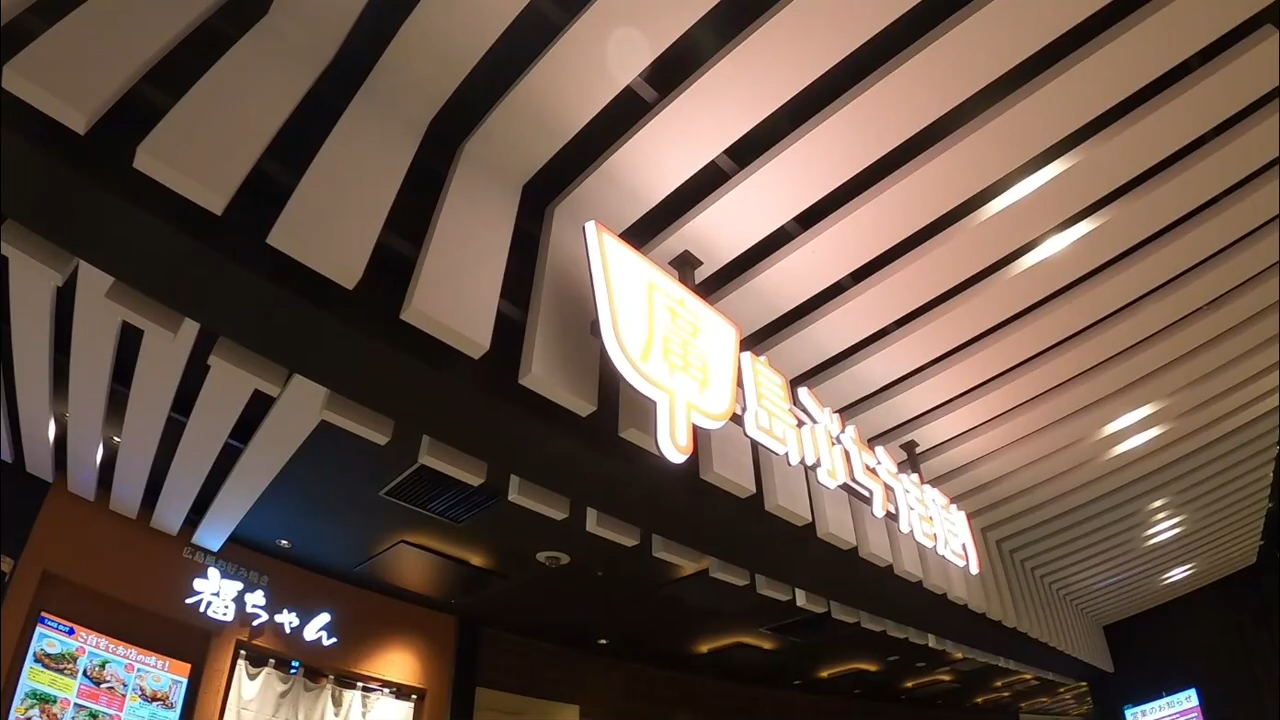 廣島ぶちうま通り
広島風お好み焼き
福ちゃん
TAKE OUT
ご自宅でお店の味を!
営業のお知らせ